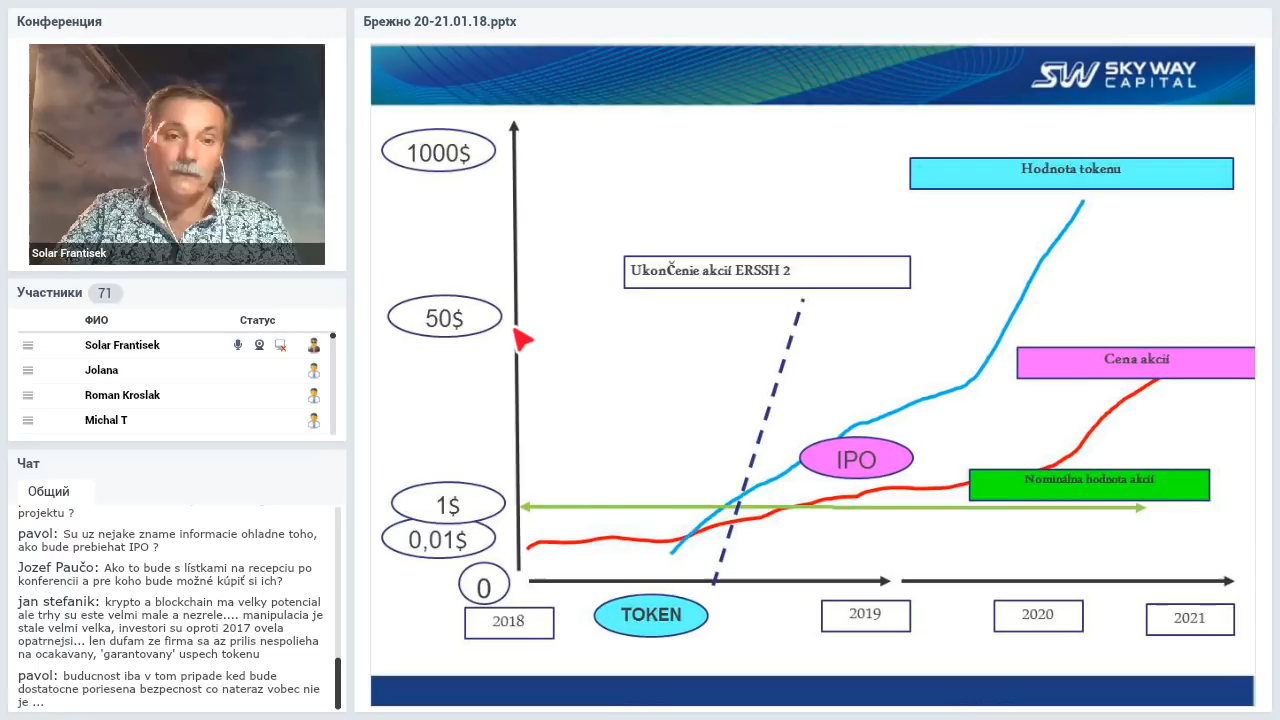 Конференция
Solar Frantisek
Участники 71
ФИО Статус
Solar Frantisek
Jolana
Roman Kroslak
Michal T
Чат
Общий
projektu ?
pavol: Su uz nejake zname informacie ohladne toho,
ako bude prebiehat IPO ?
Jozef Paučo: Ako to bude s lístkami na recepciu po
konferencii a pre koho bude možné kúpiť si ich?
jan stefanik: krypto a blockchain ma velky potencial
ale trhy su este velmi male a nezrele.... manipulacia je
stale velmi velka, investori su oproti 2017 ovela
opatrnejsi... len dufam ze firma sa az prilis nespolieha
na ocakavany, 'garantovany' uspech tokenu
pavol: buducnost iba v tom pripade ked bude
dostatocne poriesena bezpecnost co nateraz vobec nie
je ...
Брежно 20-21.01.18.pptx
SW SKY WAY
CAPITAL
1000$
Hodnota tokenu
UkonČenie akcií ERSSH 2
50$
Cena akcií
IPO
Nominálna hodnota akcií
1$
0,01$
0
2018
TOKEN
2019
2020
2021